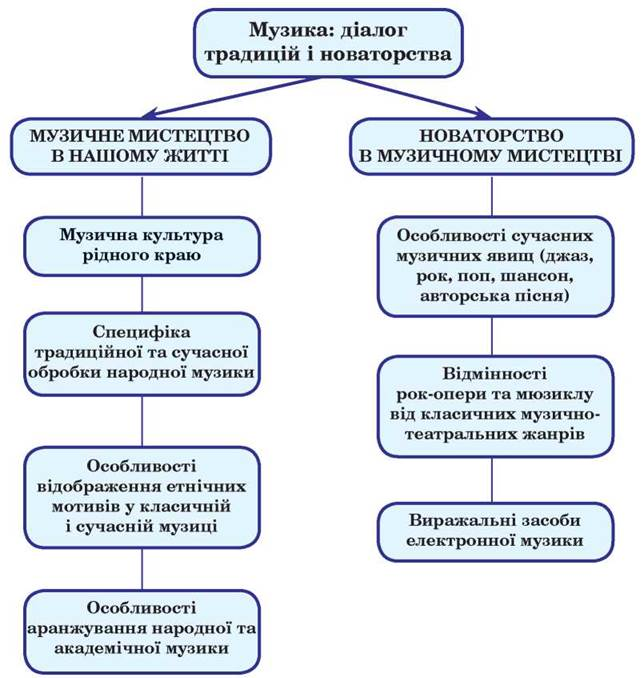 Музика: діалог
традицій і новаторства
МУЗИЧНЕ МИСТЕЦТВО
В НАШОМУ ЖИТТІ
Музична культура
рідного краю
Специфіка
традиційної та сучасної
обробки народної музики
Особливості
відображення етнічних
мотивів у класичній
і сучасній музиці
Особливості
аранжування народної та
академічної музики
НОВАТОРСТВО
В МУЗИЧНОМУ МИСТЕЦТВІ
Особливості сучасних
музичних явищ (джаз,
рок, поп, шансон,
авторська пісня)
Відмінності
рок-опери та мюзиклу
від класичних музично-
театральних жанрів
Виражальні засоби
електронної музики